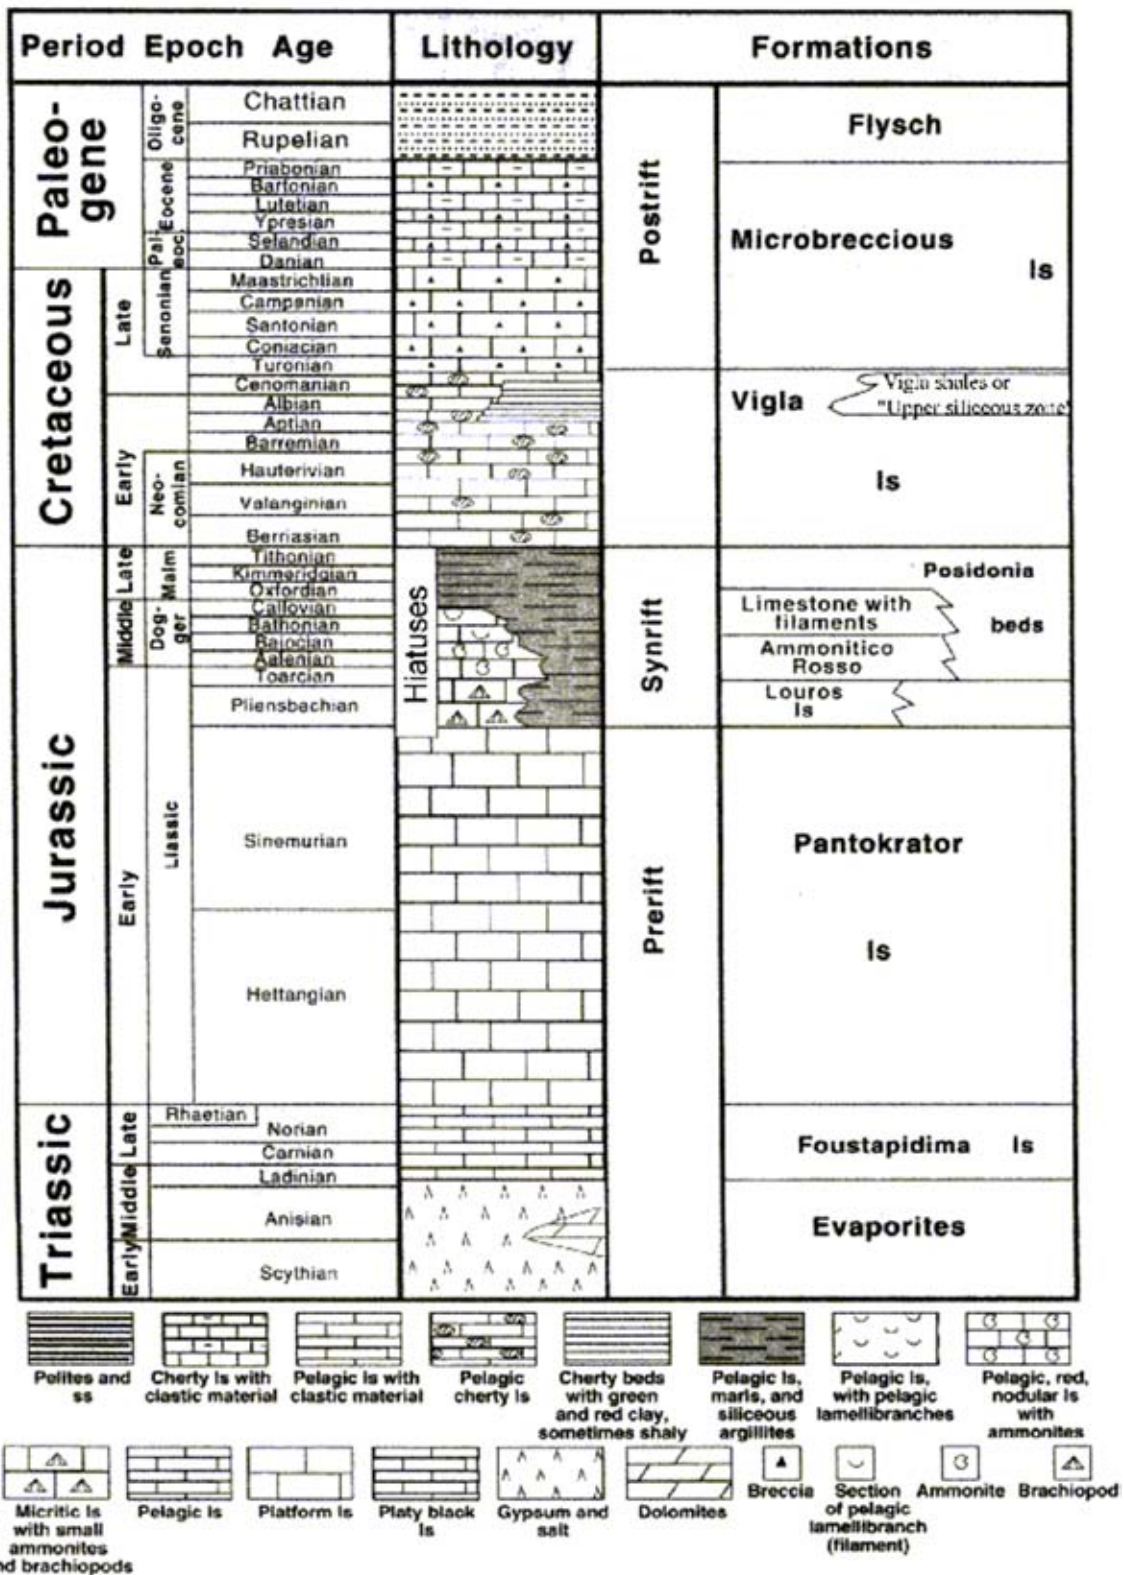 Period Epoch Age
Lithology
Formations
Paleo-
gene
Oligo-
cene
Chattian
Rupelian
Eocene
Priabonian
Bartonian
Lutetian
Ypresian
Pal-
eoc.
Selandian
Danian
Cretaceous
Late
Senonian
Maastrichtian
Campanian
Santonian
Coniacian
Turonian
Cenomanian
Early
Albian
Aptian
Barremian
Neo-
comian
Hauterivian
Valanginian
Berriasian
Jurassic
Late
Malm
Tithonian
Kimmeridgian
Oxfordian
Middle
Dog-
ger
Callovian
Bathonian
Bajocian
Aalenian
Early
Liassic
Toarcian
Pliensbachian
Sinemurian
Hettangian
Triassic
Late
Rhaetian
Norian
Carnian
Middle
Ladinian
Anisian
Early
Scythian
Hiatuses
Postrift
Flysch
Microbreccious
ls
Vigla
Vigla shales or
"Upper siliceous zone"
ls
Synrift
Posidonia
beds
Limestone with
filaments
Ammonitico
Rosso
Louros
ls
Prerift
Pantokrator
ls
Foustapidima ls
Evaporites
Pelites and
ss
Cherty ls with
clastic material
Pelagic ls with
clastic material
Pelagic
cherty ls
Cherty beds
with green
and red clay,
sometimes shaly
Pelagic ls,
marls, and
siliceous
argillites
Pelagic ls,
with pelagic
lamellibranches
Pelagic, red,
nodular ls
with
ammonites
Micritic ls
with small
ammonites
nd brachiopods
Pelagic ls
Platform ls
Platy black
ls
Gypsum and
salt
Dolomites
Breccia
Section
of pelagic
lamellibranch
(filament)
Ammonite
Brachiopod